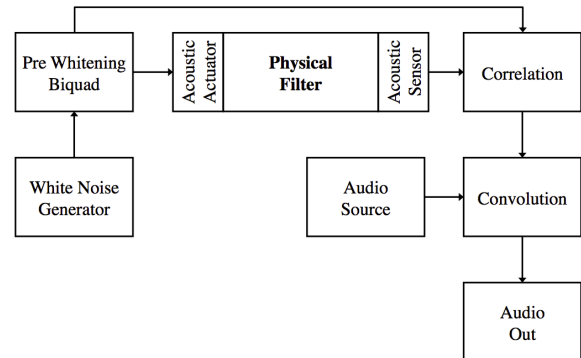 Pre Whitening
Biquad
Acoustic
Actuator
Physical
Filter
Acoustic
Sensor
Correlation
White Noise
Generator
Audio
Source
Convolution
Audio
Out